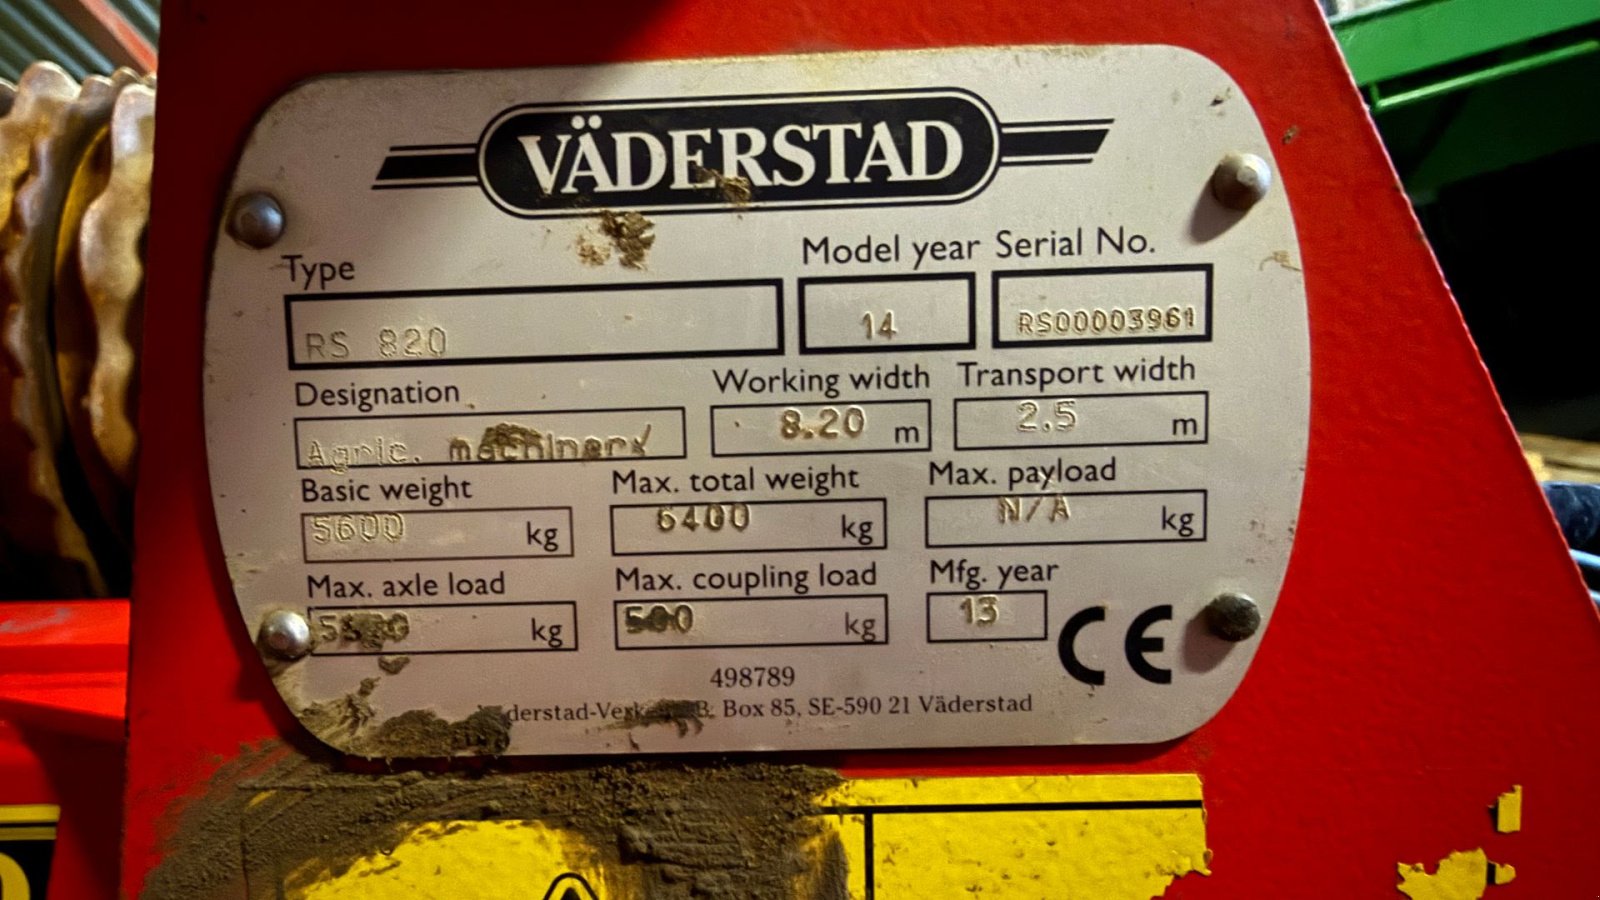 VÄDERSTAD
Type
Model year
Serial No.
RS 820
14
RS00003961
Designation
Working width
Transport width
Agric. machinery
8.20 m
2.5 m
Basic weight
Max. total weight
Max. payload
5600 kg
6400 kg
N/A kg
Max. axle load
Max. coupling load
Mfg. year
kg
500 kg
13
CE
498789
Box 85, SE-590 21 Väderstad